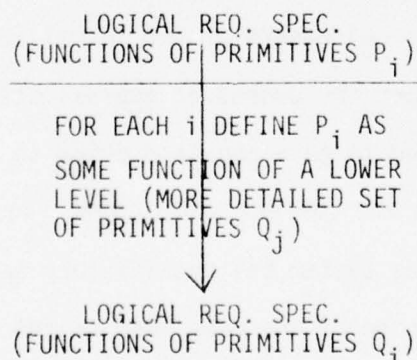 LOGICAL REQ. SPEC.
(FUNCTIONS OF PRIMITIVES Pi)
FOR EACH i DEFINE Pi AS
SOME FUNCTION OF A LOWER
LEVEL (MORE DETAILED SET
OF PRIMITIVES Qj)
LOGICAL REQ. SPEC.
(FUNCTIONS OF PRIMITIVES Qj)